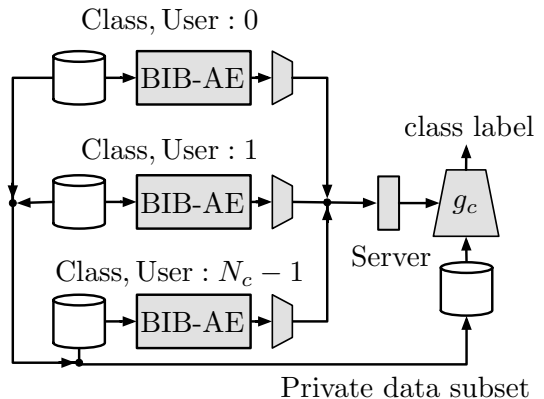 Class, User : 0
BIB-AE
class label
Class, User : 1
BIB-AE
g_c
Server
Class, User : N_c − 1
BIB-AE
Private data subset